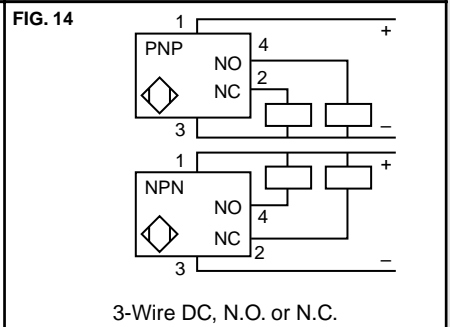 FIG. 14
1
+
PNP
4
NO
2
NC
3
–
1
+
NPN
NO
4
NC
2
3
–
3-Wire DC, N.O. or N.C.